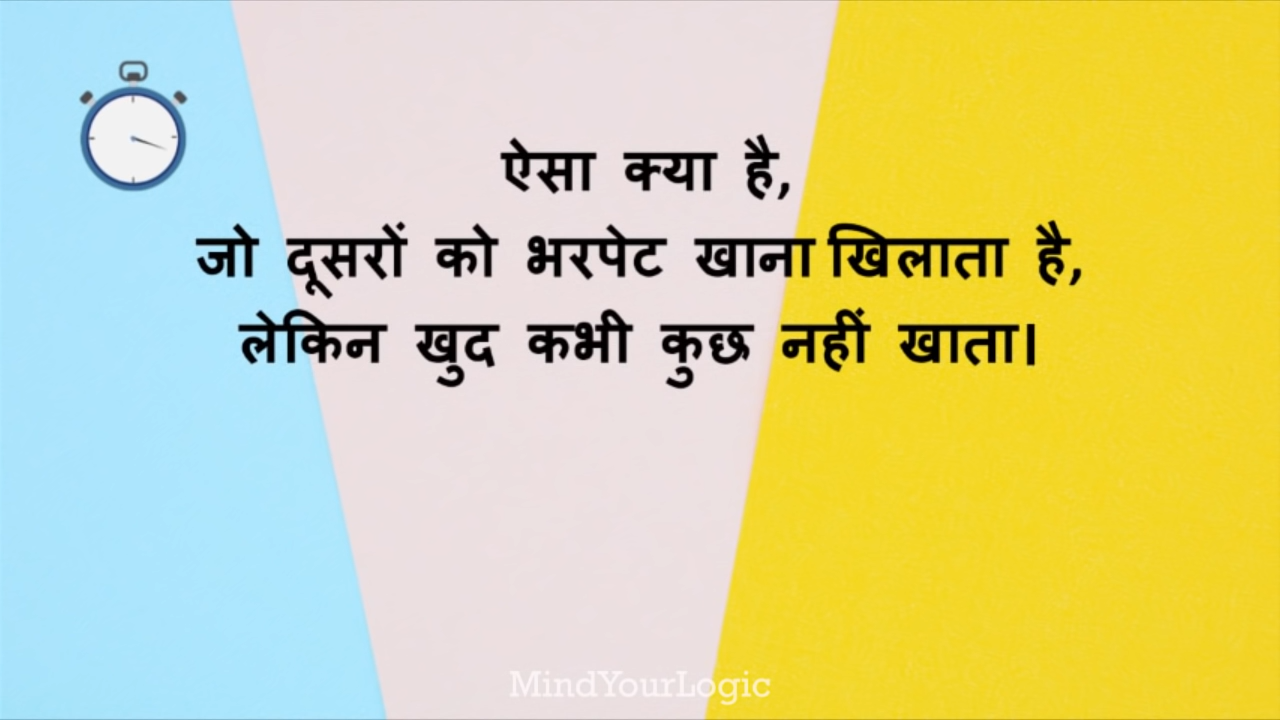 ऐसा क्या है,
जो दूसरों को भरपेट खाना खिलाता है,
लेकिन खुद कभी कुछ नहीं खाता।
MindYourLogic